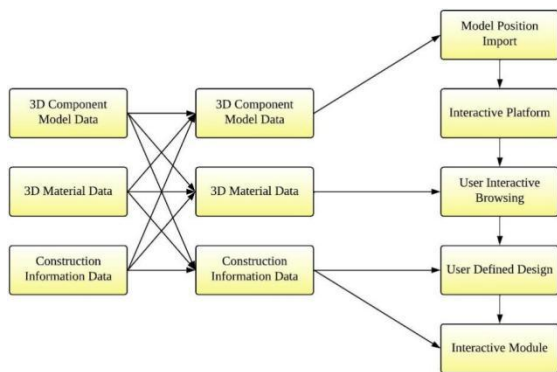 3D Component
Model Data
3D Material Data
Construction
Information Data
3D Component
Model Data
3D Material Data
Construction
Information Data
Model Position
Import
Interactive Platform
User Interactive
Browsing
User Defined Design
Interactive Module